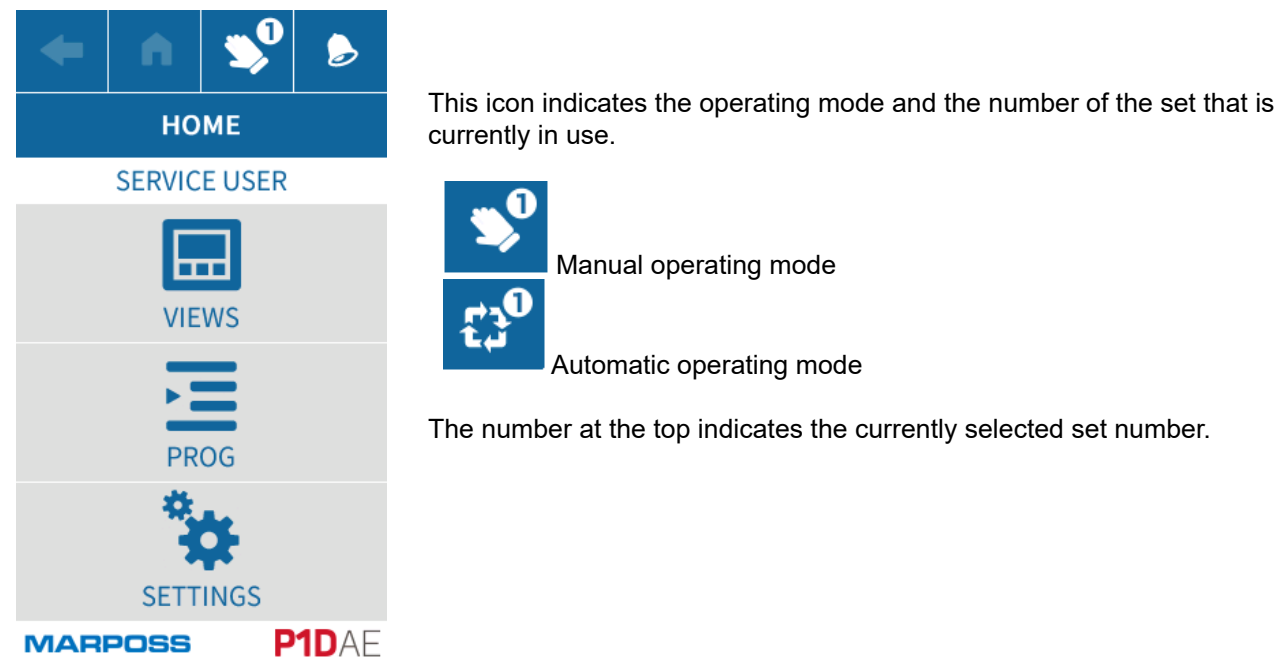 1
HOME
SERVICE USER
VIEWS
PROG
SETTINGS
MARPOSS P1DAE
This icon indicates the operating mode and the number of the set that is
currently in use.
1
Manual operating mode
1
Automatic operating mode
The number at the top indicates the currently selected set number.